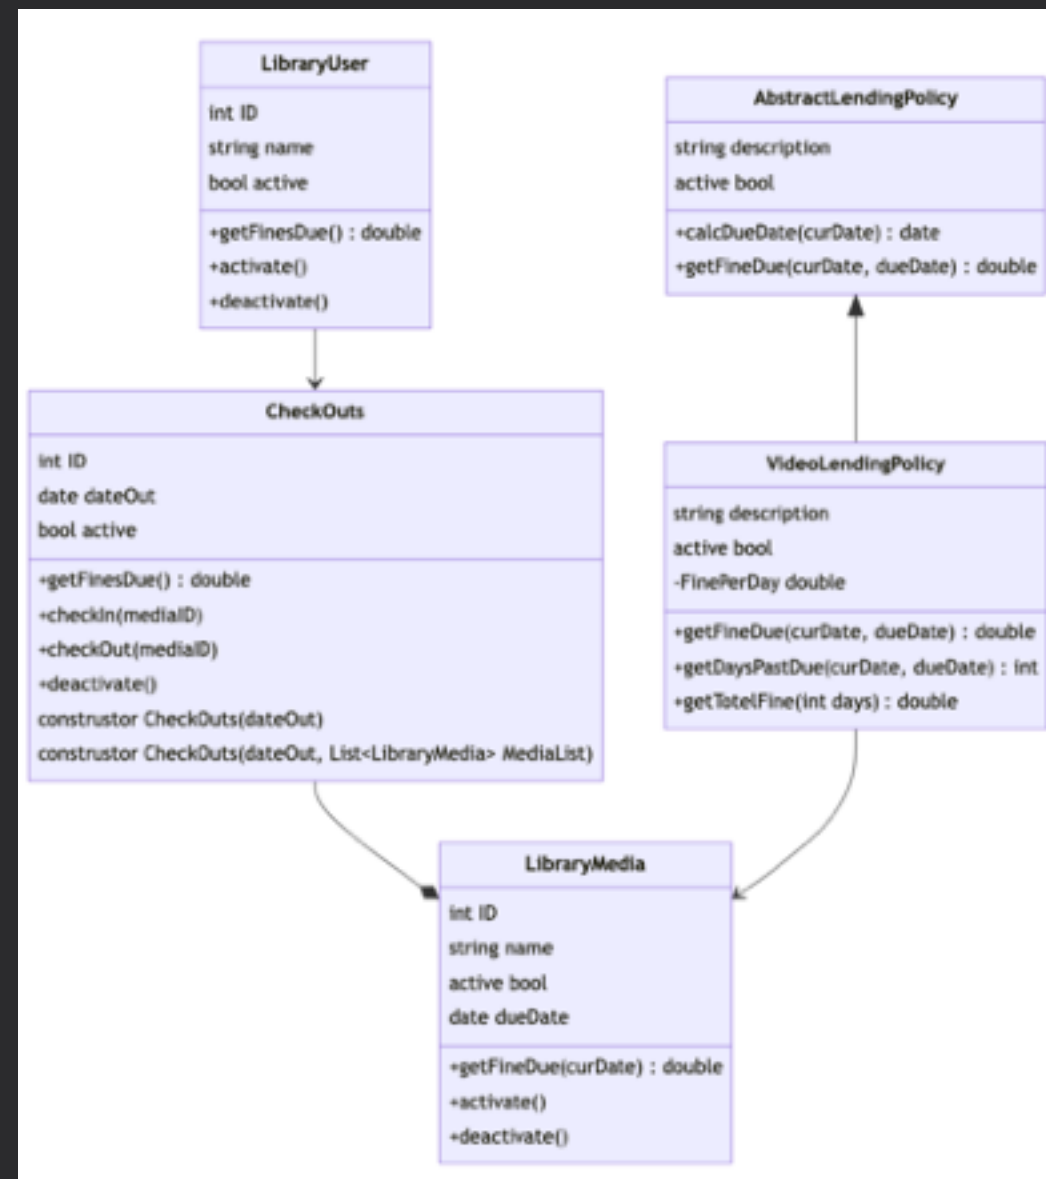 LibraryUser
int ID
string name
bool active
+getFinesDue() : double
+activate()
+deactivate()
AbstractLendingPolicy
string description
active bool
+calcDueDate(curDate) : date
+getFineDue(curDate, dueDate) : double
CheckOuts
int ID
date dateOut
bool active
+getFinesDue() : double
+checkIn(mediaID)
+checkOut(mediaID)
+deactivate()
construstor CheckOuts(dateOut)
construstor CheckOuts(dateOut, List<LibraryMedia> MediaList)
VideoLendingPolicy
string description
active bool
-FinePerDay double
+getFineDue(curDate, dueDate) : double
+getDaysPastDue(curDate, dueDate) : int
+getTotelFine(int days) : double
LibraryMedia
int ID
string name
active bool
date dueDate
+getFineDue(curDate) : double
+activate()
+deactivate()